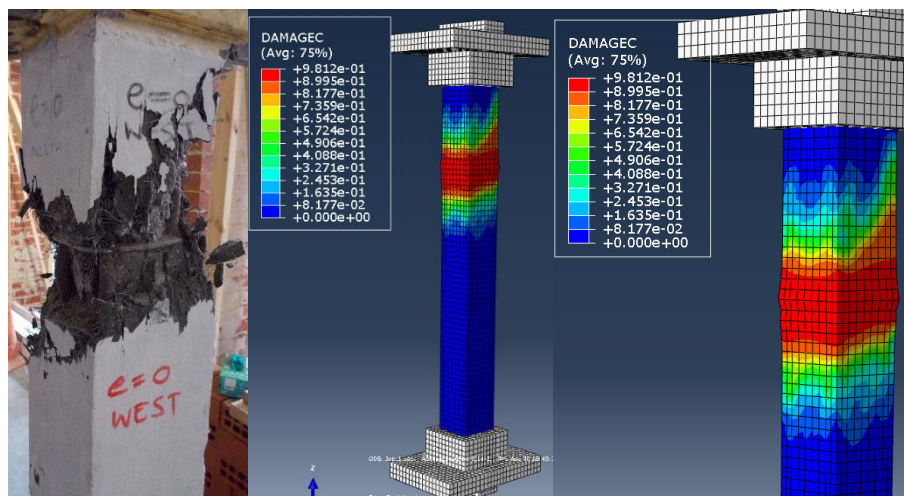 e=0
NORTH
e=0
WEST
e=0
WEST
DAMAGEC
(Avg: 75%)
+9.812e-01
+8.995e-01
+8.177e-01
+7.359e-01
+6.542e-01
+5.724e-01
+4.906e-01
+4.088e-01
+3.271e-01
+2.453e-01
+1.635e-01
+8.177e-02
+0.000e+00
z
DAMAGEC
(Avg: 75%)
+9.812e-01
+8.995e-01
+8.177e-01
+7.359e-01
+6.542e-01
+5.724e-01
+4.906e-01
+4.088e-01
+3.271e-01
+2.453e-01
+1.635e-01
+8.177e-02
+0.000e+00